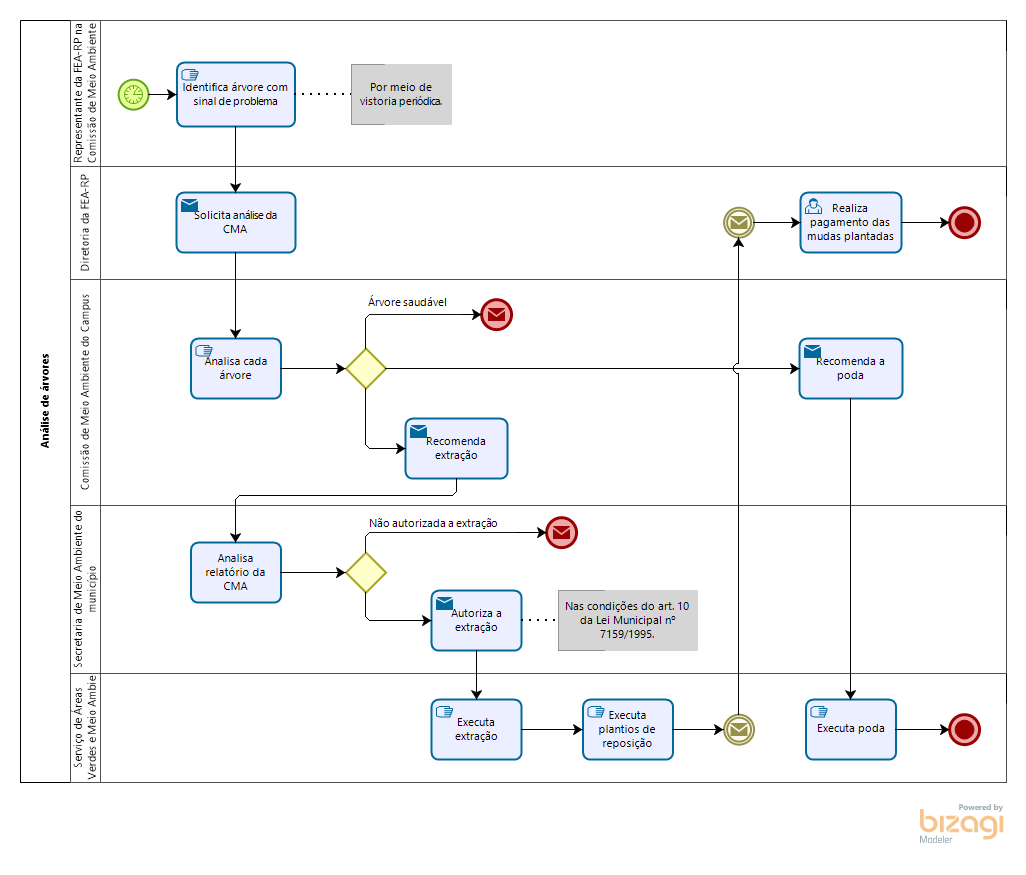 Análise de árvores
Representante da FEA-RP na
Comissão de Meio Ambiente
Identifica árvore com
sinal de problema
Por meio de
vistoria periódica.
Diretoria da FEA-RP
Solicita análise da
CMA
Realiza
pagamento das
mudas plantadas
Comissão de Meio Ambiente do Campus
Árvore saudável
Analisa cada
árvore
Recomenda a
poda
Recomenda
extração
Secretaria de Meio Ambiente do
município
Não autorizada a extração
Analisa
relatório da
CMA
Autoriza a
extração
Nas condições do art. 10
da Lei Municipal nº
7159/1995.
Serviço de Áreas
Verdes e Meio Ambie
Executa
extração
Executa
plantios de
reposição
Executa poda
Powered by
bizagi
Modeler